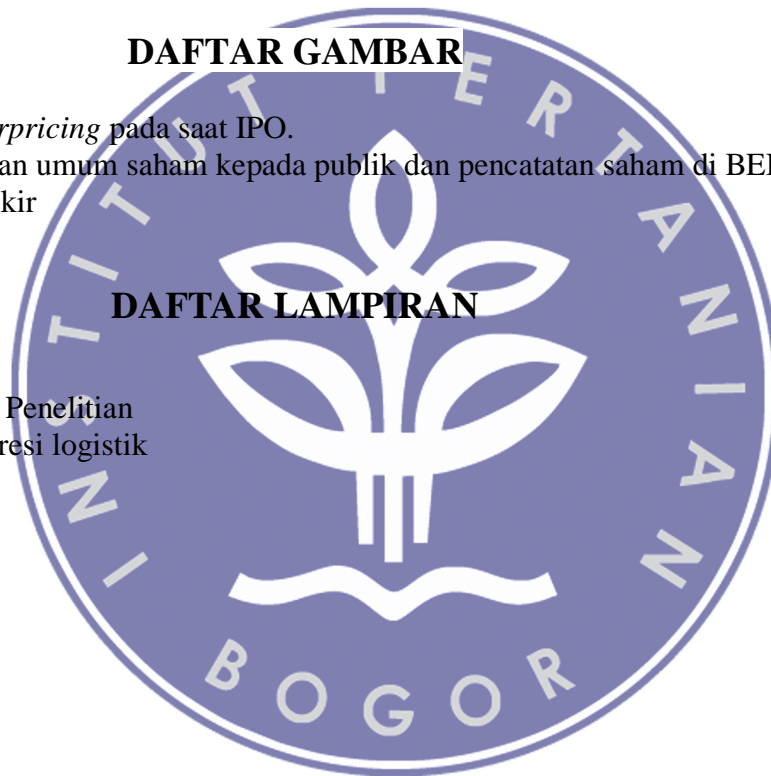 DAFTAR GAMBAR
rpricing pada saat IPO.
an umum saham kepada publik dan pencatatan saham di BEI
kir
DAFTAR LAMPIRAN
Penelitian
resi logistik
INSTITUT PERTANIAN
BOGOR